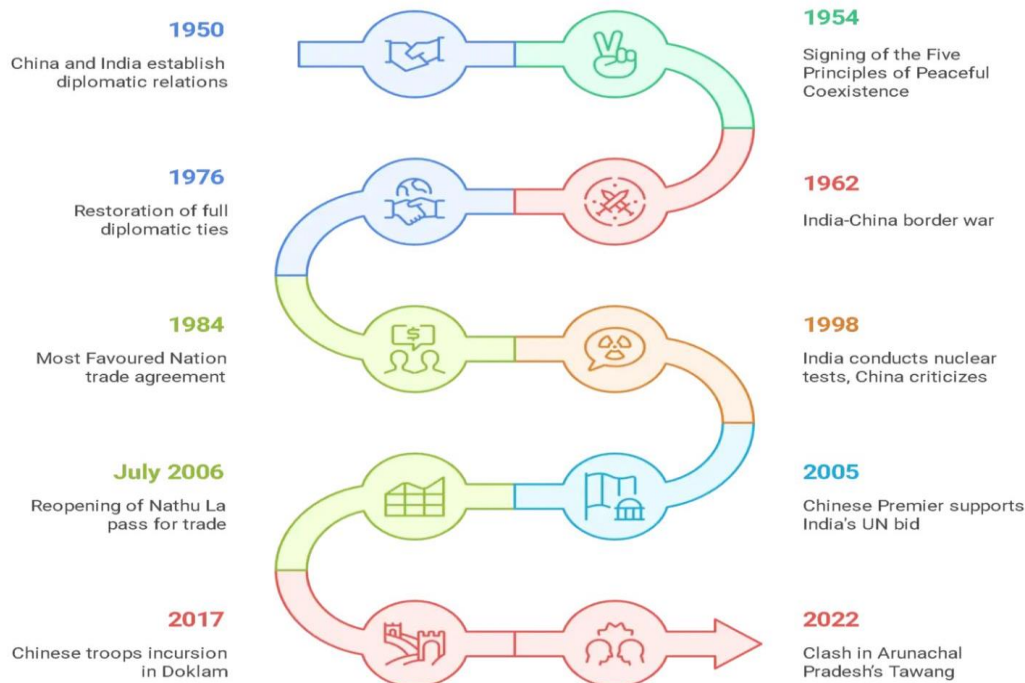 1950
China and India establish
diplomatic relations
1954
Signing of the Five
Principles of Peaceful
Coexistence
1962
India-China border war
1976
Restoration of full
diplomatic ties
1984
Most Favoured Nation
trade agreement
$
1998
India conducts nuclear
tests, China criticizes
2005
Chinese Premier supports
India's UN bid
July 2006
Reopening of Nathu La
pass for trade
2017
Chinese troops incursion
in Doklam
2022
Clash in Arunachal
Pradesh's Tawang